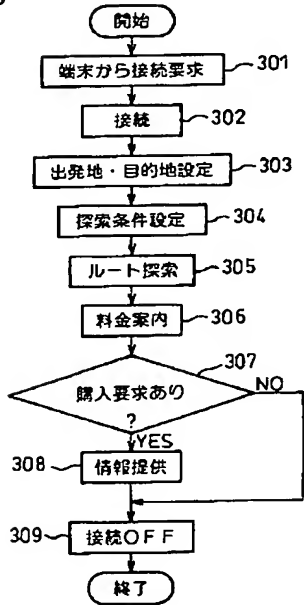 開始
端末から接続要求 301
接続 302
出発地・目的地設定 303
探索条件設定 304
ルート探索 305
料金案内 306
307
購入要求あり NO
?
YES
308 情報提供
309 接続OFF
終了